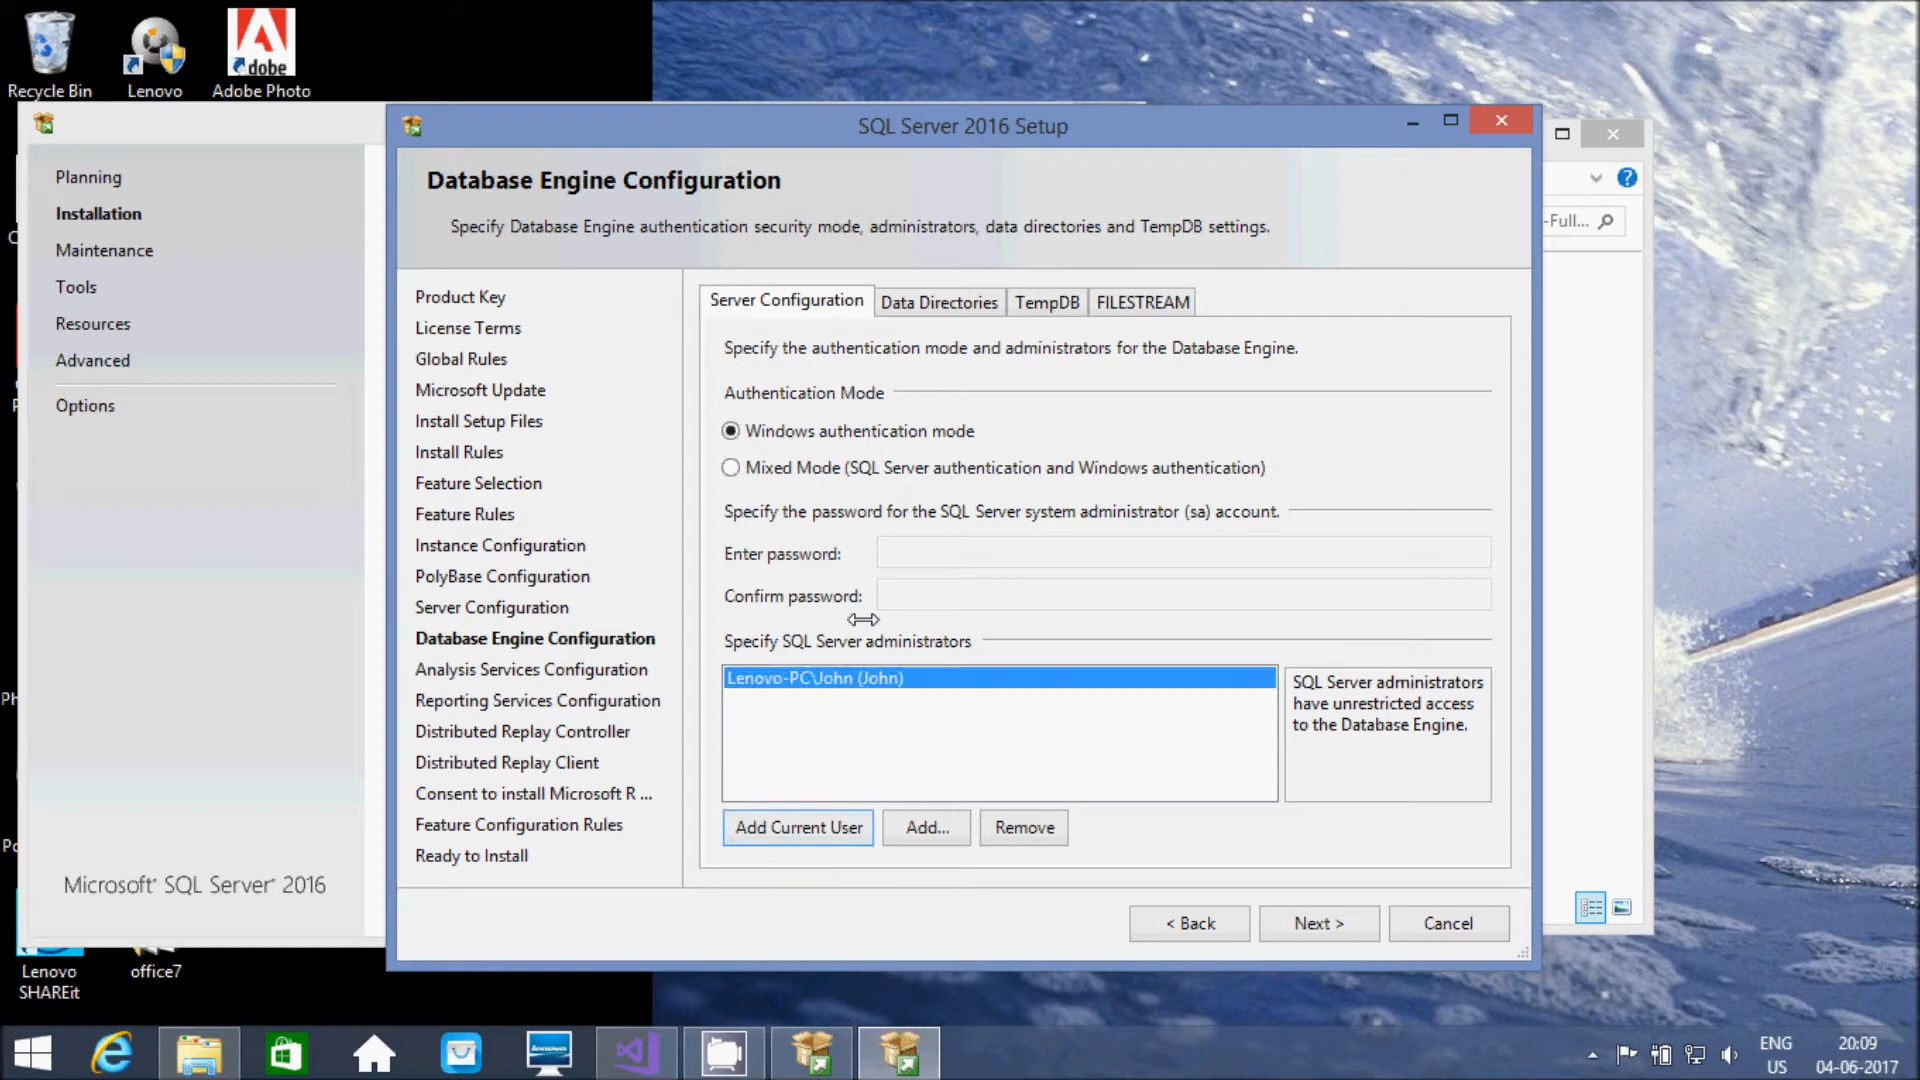 Recycle Bin
Lenovo
Adobe
Adobe Photo
SQL Server 2016 Setup
Planning
Installation
Maintenance
Tools
Resources
Advanced
Options
Microsoft® SQL Server® 2016
Database Engine Configuration
Specify Database Engine authentication security mode, administrators, data directories and TempDB settings.
Product Key
License Terms
Global Rules
Microsoft Update
Install Setup Files
Install Rules
Feature Selection
Feature Rules
Instance Configuration
PolyBase Configuration
Server Configuration
Database Engine Configuration
Analysis Services Configuration
Reporting Services Configuration
Distributed Replay Controller
Distributed Replay Client
Consent to install Microsoft R ...
Feature Configuration Rules
Ready to Install
Server Configuration
Data Directories
TempDB
FILESTREAM
Specify the authentication mode and administrators for the Database Engine.
Authentication Mode
Windows authentication mode
Mixed Mode (SQL Server authentication and Windows authentication)
Specify the password for the SQL Server system administrator (sa) account.
Enter password:
Confirm password:
Specify SQL Server administrators
Lenovo-PC\John (John)
SQL Server administrators
have unrestricted access
to the Database Engine.
Add Current User
Add...
Remove
< Back
Next >
Cancel
-Full...
Lenovo
SHAREit
office7
ENG
US
20:09
04-06-2017